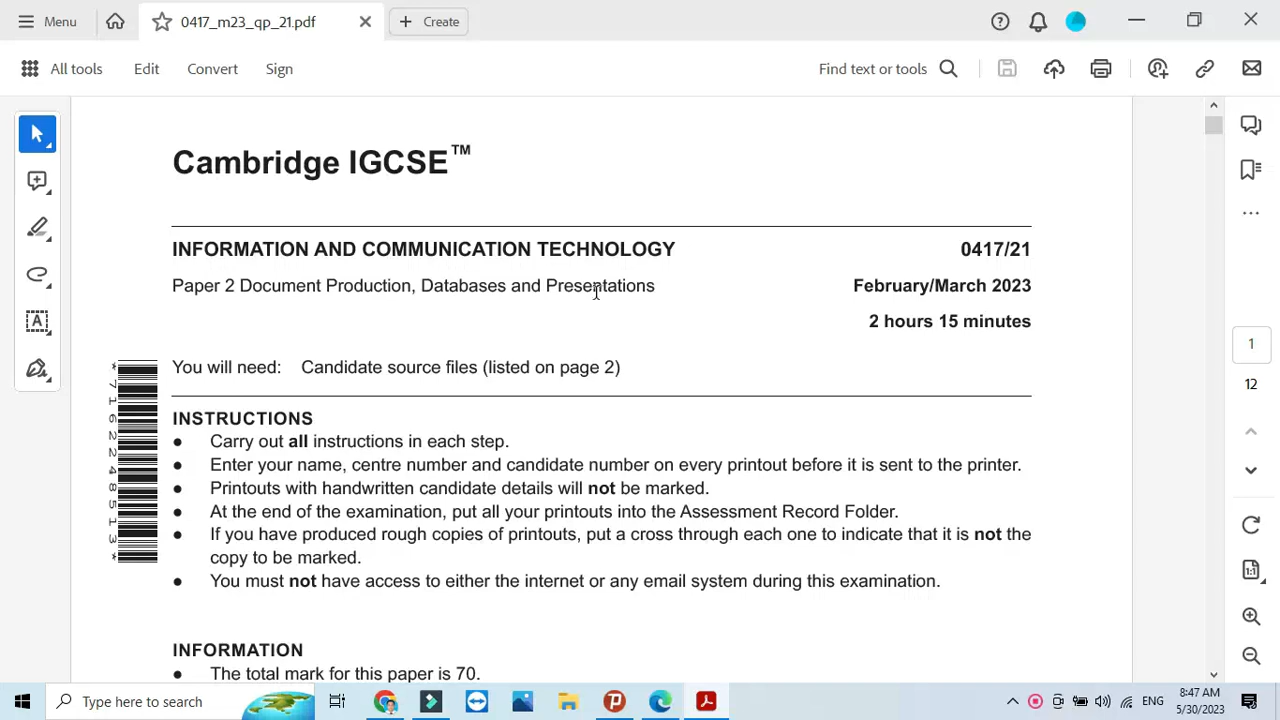 Menu
0417_m23_qp_21.pdf
Create
All tools
Edit
Convert
Sign
Find text or tools
Cambridge IGCSE™
INFORMATION AND COMMUNICATION TECHNOLOGY 0417/21
Paper 2 Document Production, Databases and Presentations February/March 2023
2 hours 15 minutes
You will need: Candidate source files (listed on page 2)
*7162248513*
INSTRUCTIONS
● Carry out all instructions in each step.
● Enter your name, centre number and candidate number on every printout before it is sent to the printer.
● Printouts with handwritten candidate details will not be marked.
● At the end of the examination, put all your printouts into the Assessment Record Folder.
● If you have produced rough copies of printouts, put a cross through each one to indicate that it is not the
copy to be marked.
● You must not have access to either the internet or any email system during this examination.
INFORMATION
● The total mark for this paper is 70.
1
12
1:1
Type here to search
ENG
8:47 AM
5/30/2023